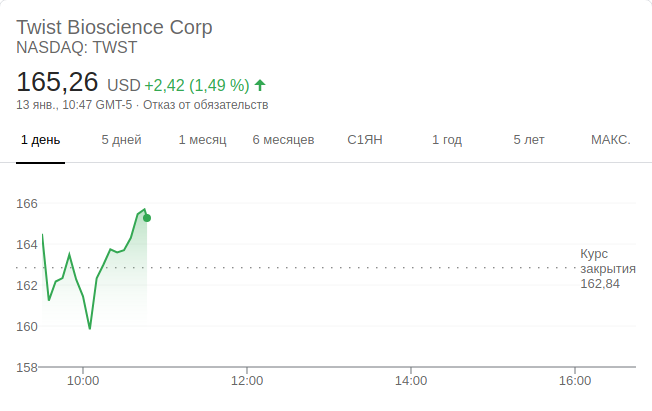 Twist Bioscience Corp
NASDAQ: TWST
165,26 USD +2,42 (1,49 %)
13 янв., 10:47 GMT-5 · Отказ от обязательств
1 день 5 дней 1 месяц 6 месяцев С1ЯН 1 год 5 лет МАКС.
166
164
162
160
158
Курс
закрытия
162,84
10:00 12:00 14:00 16:00